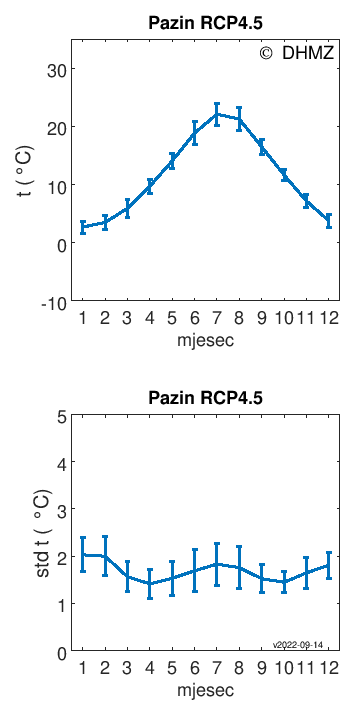 Pazin RCP4.5
© DHMZ
30
20
10
0
-10
t ( °C)
1 2 3 4 5 6 7 8 9 10 11 12
mjesec
Pazin RCP4.5
5
4
3
2
1
0
std t ( °C)
v2022-09-14
1 2 3 4 5 6 7 8 9 10 11 12
mjesec